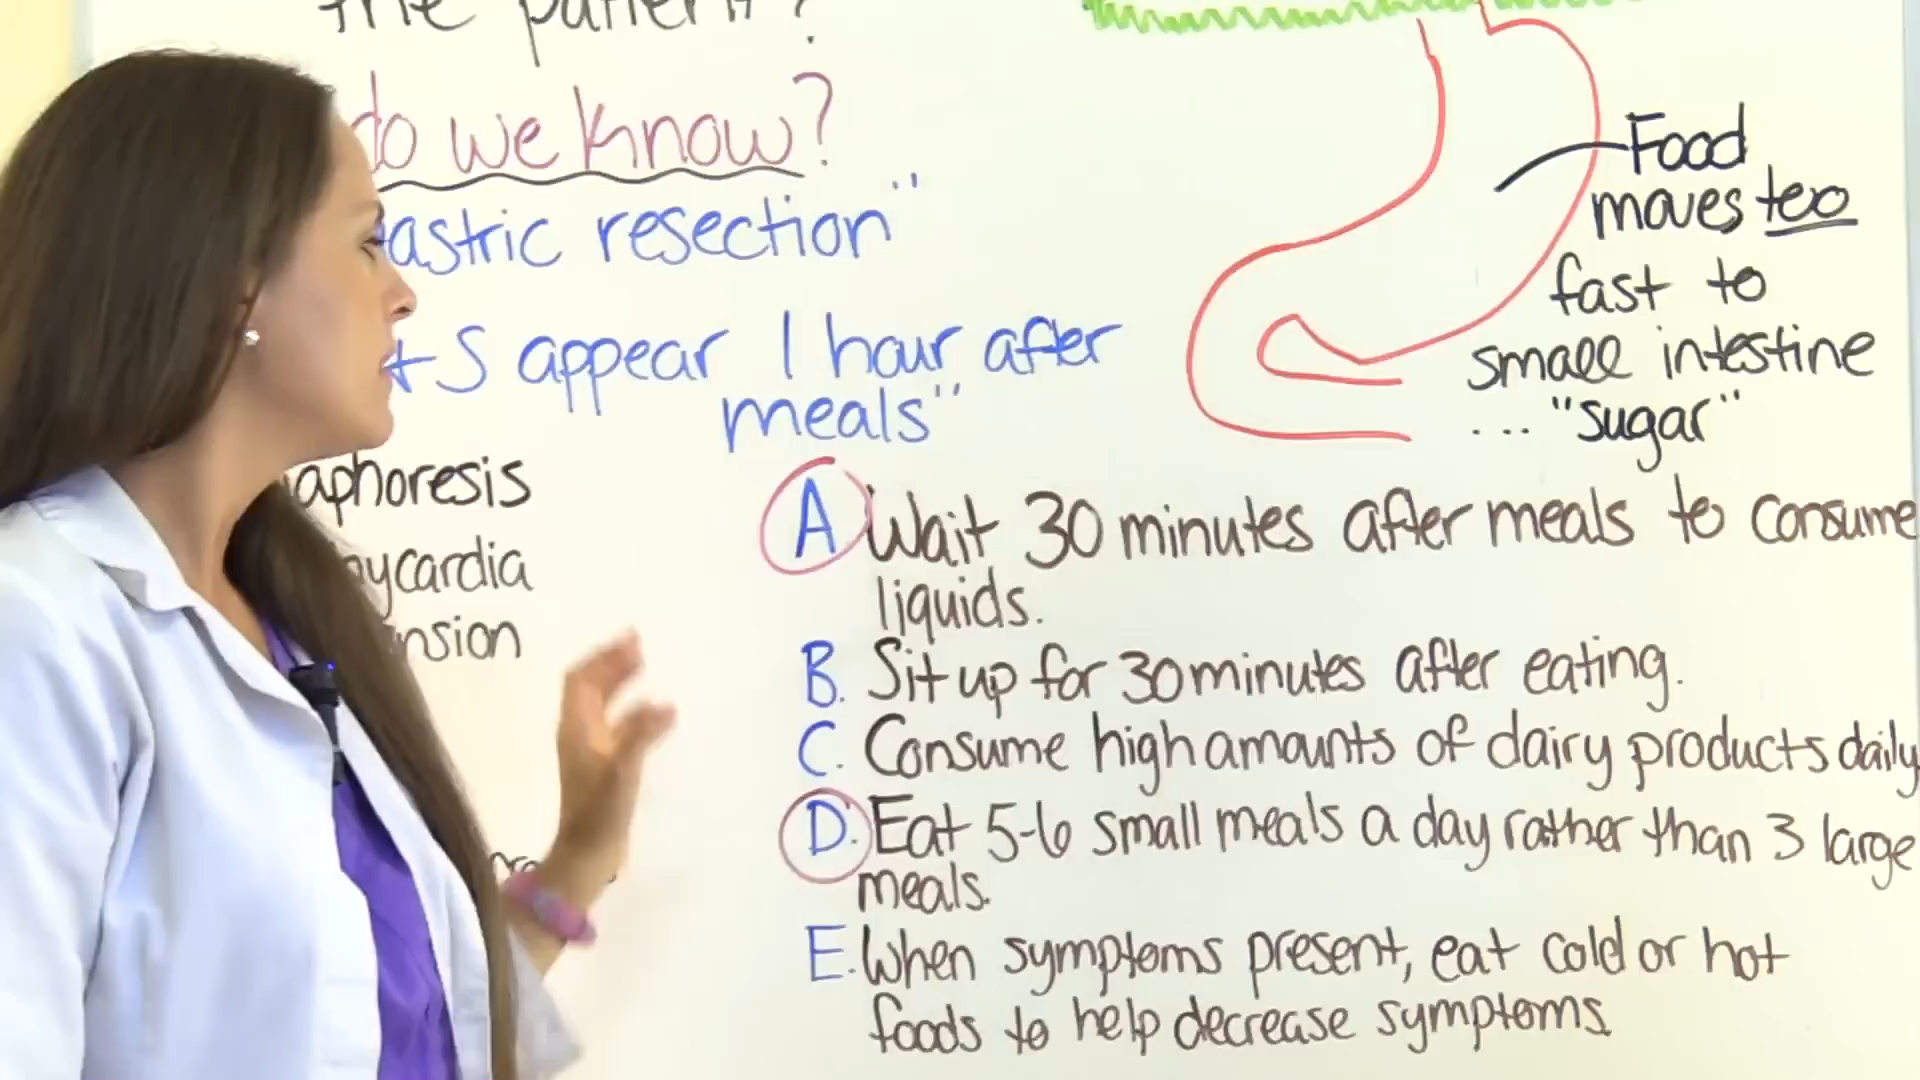 the patient?
do we know?
astric resection"
+ S appear 1 hour after
meals"
aphoresis
ycardia
nsion
Food
moves too
fast to
small intestine
... "sugar"
A Wait 30 minutes after meals to consume
liquids.
B. Sit up for 30 minutes after eating.
C. Consume high amounts of dairy products daily
D. Eat 5-6 small meals a day rather than 3 large
meals.
E. When symptoms present, eat cold or hot
foods to help decrease symptoms.